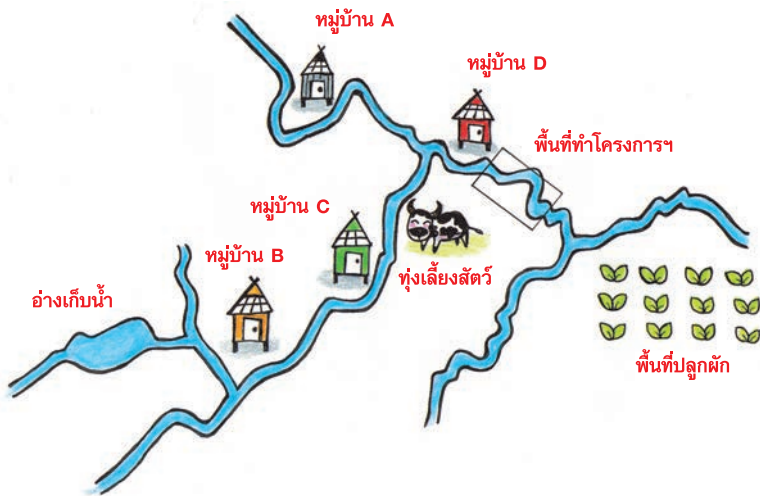 หมู่บ้าน A
หมู่บ้าน D
พื้นที่ทำโครงการฯ
หมู่บ้าน C
หมู่บ้าน B
ทุ่งเลี้ยงสัตว์
อ่างเก็บน้ำ
พื้นที่ปลูกผัก